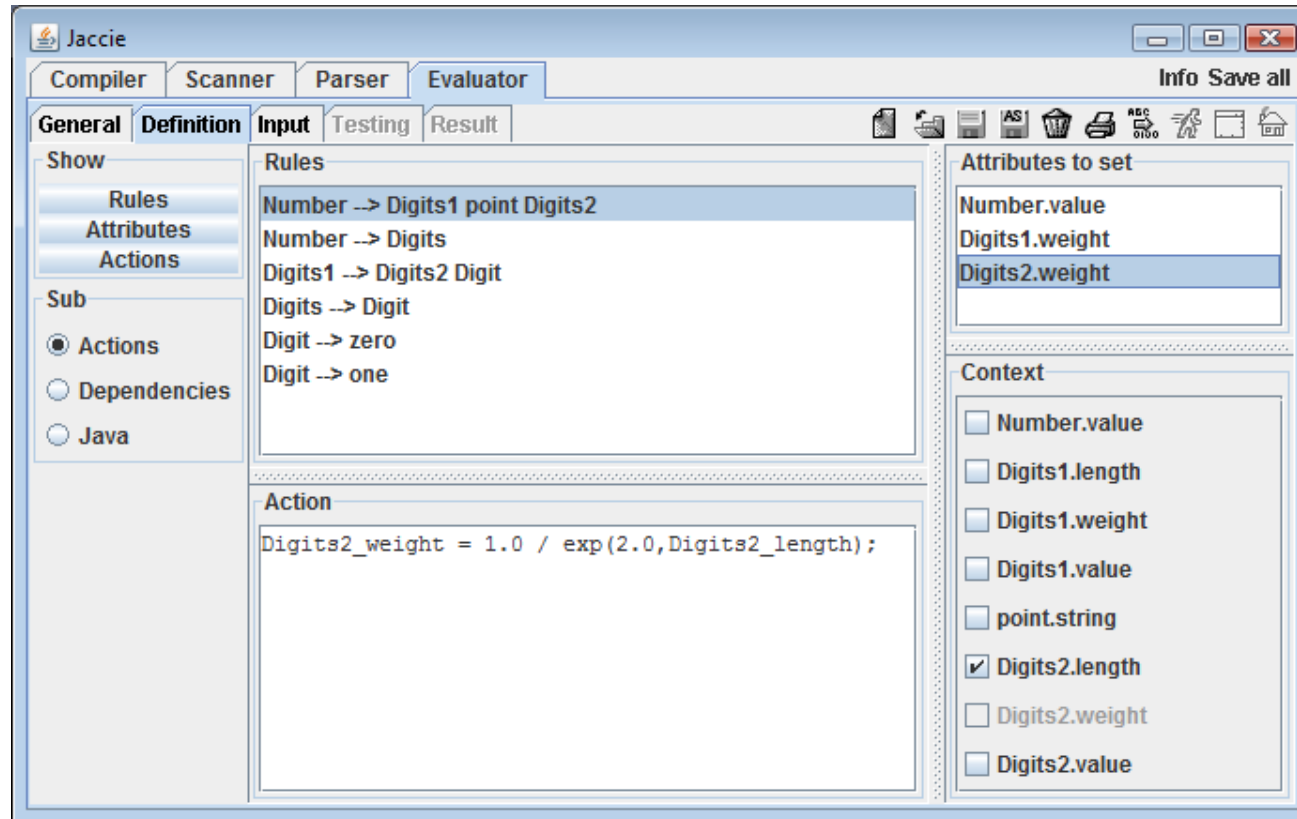 Jaccie
Compiler Scanner Parser Evaluator Info Save all
General Definition Input Testing Result
Show
Rules
Attributes
Actions
Sub
Actions
Dependencies
Java
Rules
Number --> Digits1 point Digits2
Number --> Digits
Digits1 --> Digits2 Digit
Digits --> Digit
Digit --> zero
Digit --> one
Action
Digits2_weight = 1.0 / exp(2.0,Digits2_length);
Attributes to set
Number.value
Digits1.weight
Digits2.weight
Context
Number.value
Digits1.length
Digits1.weight
Digits1.value
point.string
Digits2.length
Digits2.weight
Digits2.value